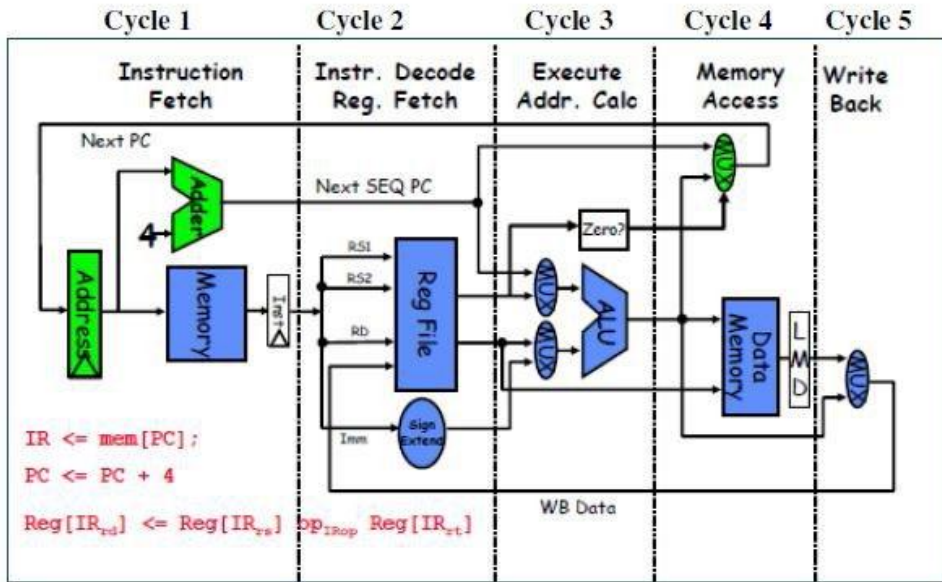 Cycle 1 Cycle 2 Cycle 3 Cycle 4 Cycle 5
Instruction
Fetch
Instr. Decode
Reg. Fetch
Execute
Addr. Calc
Memory
Access
Write
Back
Next PC
Next SEQ PC
4
Adder
Address
Memory
Inst
RS1
RS2
RD
Imm
Reg File
Sign
Extend
Zero?
MUX
MUX
ALU
MUX
Data
Memory
L
M
D
MUX
WB Data
IR <= mem[PC];
PC <= PC + 4
Reg[IRrd] <= Reg[IRrs] opIRop Reg[IRrt]